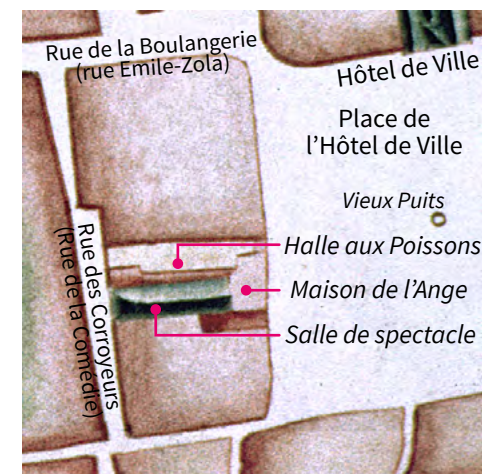 Rue de la Boulangerie
(rue Emile-Zola)
Hôtel de Ville
Place de
l'Hôtel de Ville
Vieux Puits
Halle aux Poissons
Maison de l'Ange
Salle de spectacle
Rue des Corroyeurs
(Rue de la Comédie)